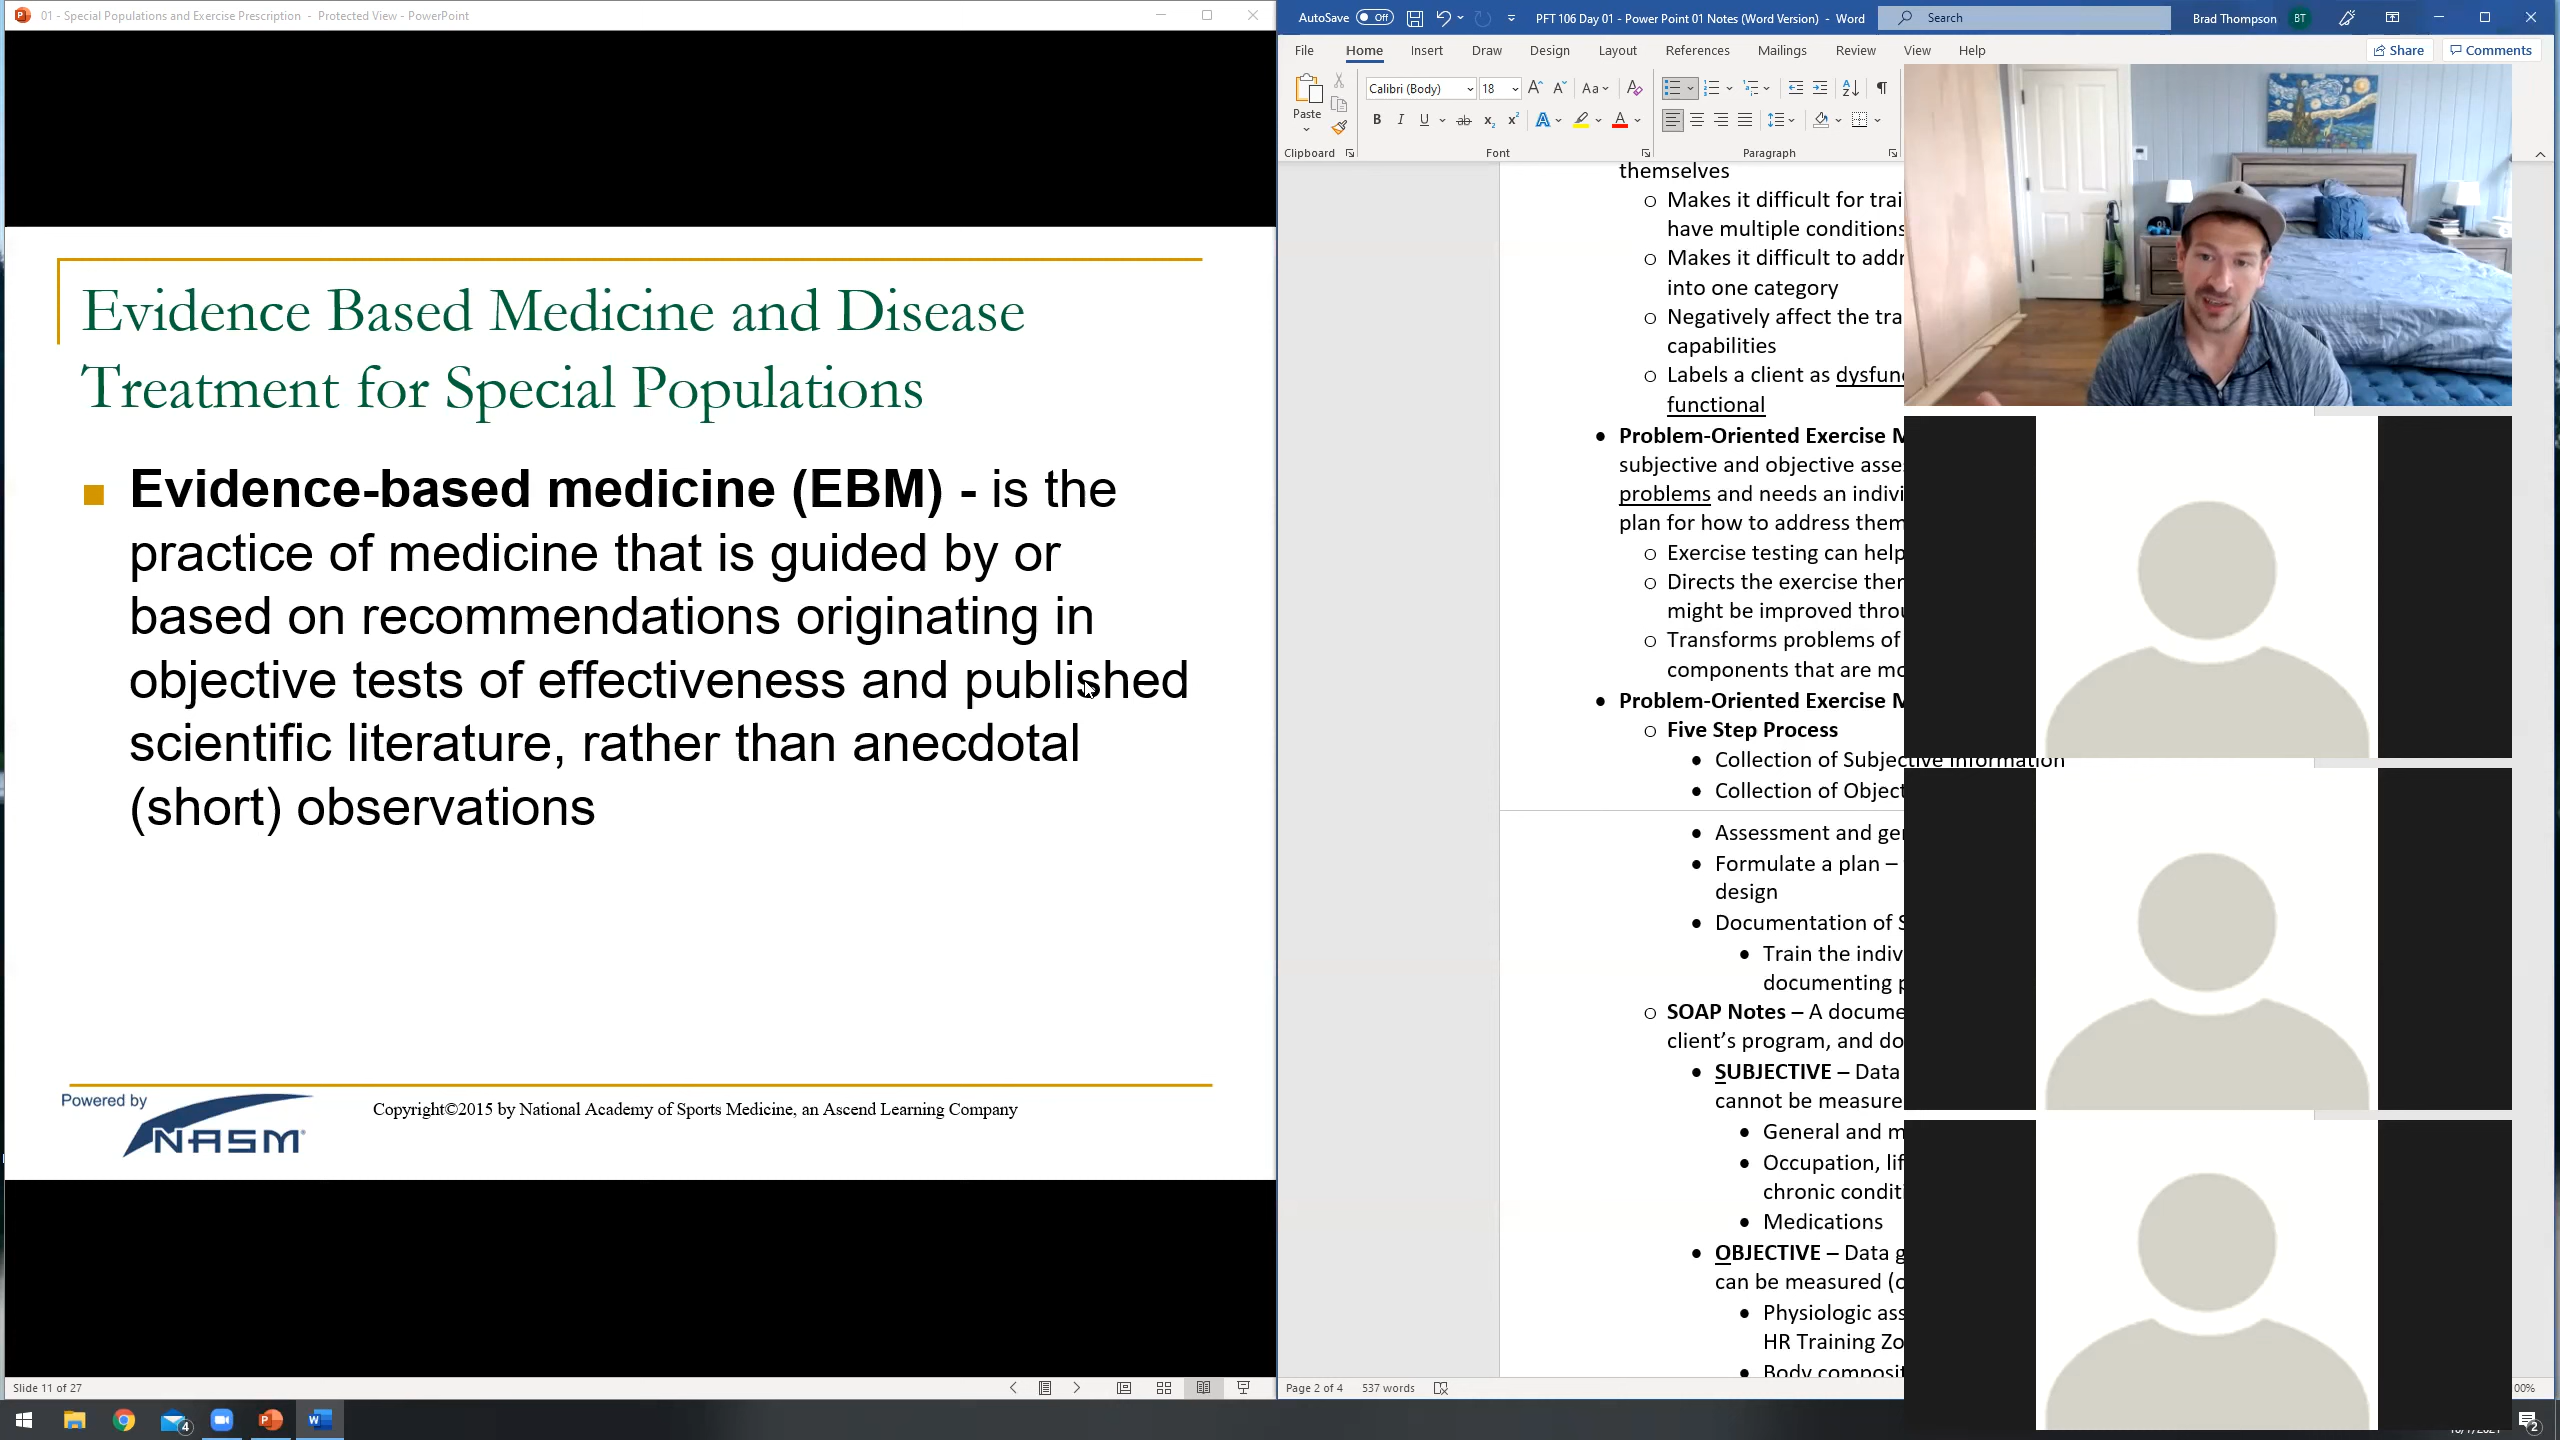 01 - Special Populations and Exercise Prescription - Protected View - PowerPoint
Evidence Based Medicine and Disease
Treatment for Special Populations
Evidence-based medicine (EBM) - is the
practice of medicine that is guided by or
based on recommendations originating in
objective tests of effectiveness and published
scientific literature, rather than anecdotal
(short) observations
Powered by
NASM
Copyright©2015 by National Academy of Sports Medicine, an Ascend Learning Company
Slide 11 of 27
AutoSave Off
PFT 106 Day 01 - Power Point 01 Notes (Word Version) - Word
Search
Brad Thompson BT
File Home Insert Draw Design Layout References Mailings Review View Help
Share Comments
Paste
Calibri (Body) 18
Clipboard Font Paragraph
themselves
Makes it difficult for trai
have multiple conditions
Makes it difficult to addr
into one category
Negatively affect the tra
capabilities
Labels a client as dysfunc
functional
Problem-Oriented Exercise M
subjective and objective asse
problems and needs an indivi
plan for how to address them
Exercise testing can help
Directs the exercise ther
might be improved throu
Transforms problems of
components that are mo
Problem-Oriented Exercise M
Five Step Process
Collection of Subjective Information
Collection of Object
Assessment and ger
Formulate a plan –
design
Documentation of S
Train the indiv
documenting p
SOAP Notes – A docume
client’s program, and do
SUBJECTIVE – Data
cannot be measure
General and m
Occupation, lif
chronic conditi
Medications
OBJECTIVE – Data g
can be measured (o
Physiologic ass
HR Training Zo
Body composit
Page 2 of 4 537 words
00%
4
2